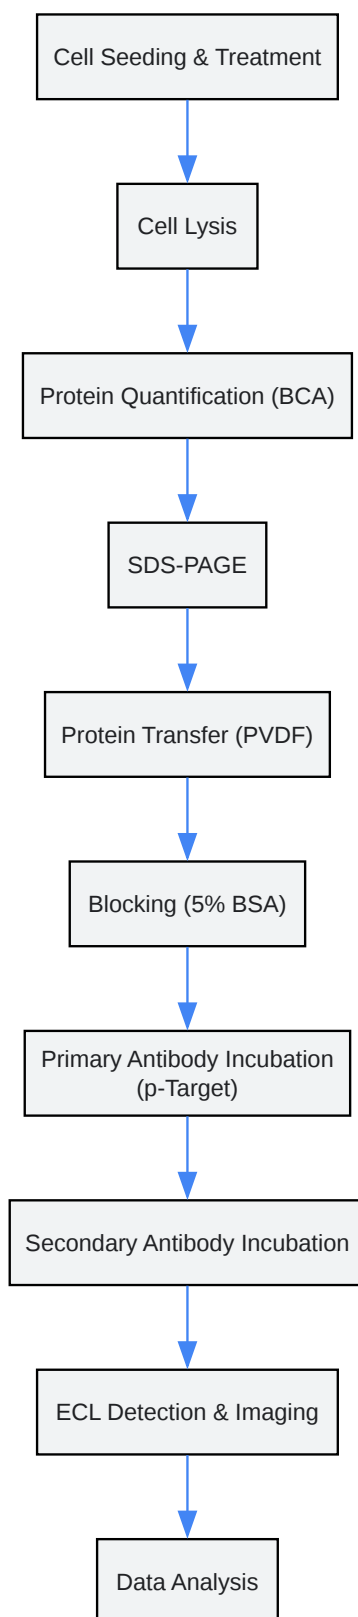 Cell Seeding & Treatment
Cell Lysis
Protein Quantification (BCA)
SDS-PAGE
Protein Transfer (PVDF)
Blocking (5% BSA)
Primary Antibody Incubation
(p-Target)
Secondary Antibody Incubation
ECL Detection & Imaging
Data Analysis